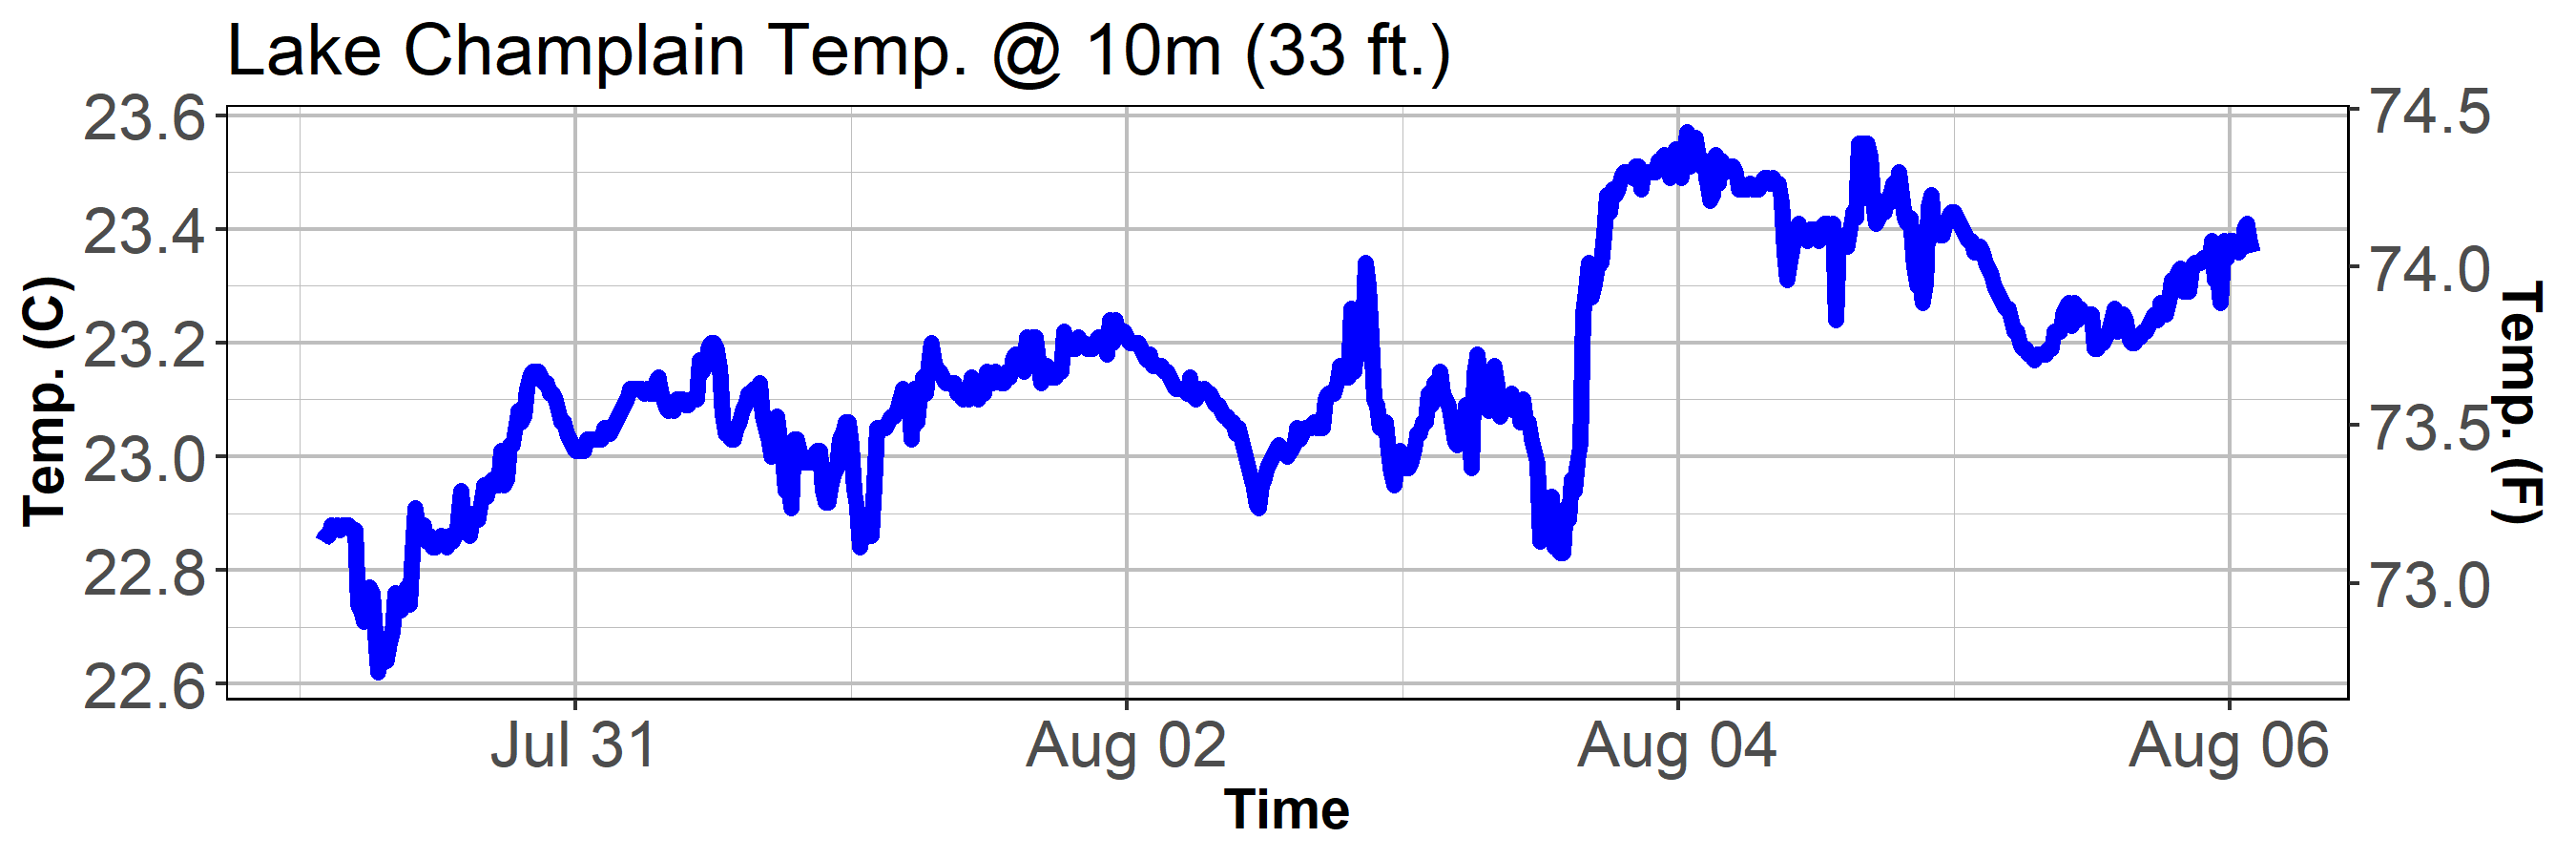 Lake Champlain Temp. @ 10m (33 ft.)
23.6
23.4
23.2
23.0
22.8
22.6
Temp. (C)
74.5
74.0
73.5
73.0
Temp. (F)
Jul 31 Aug 02 Aug 04 Aug 06
Time